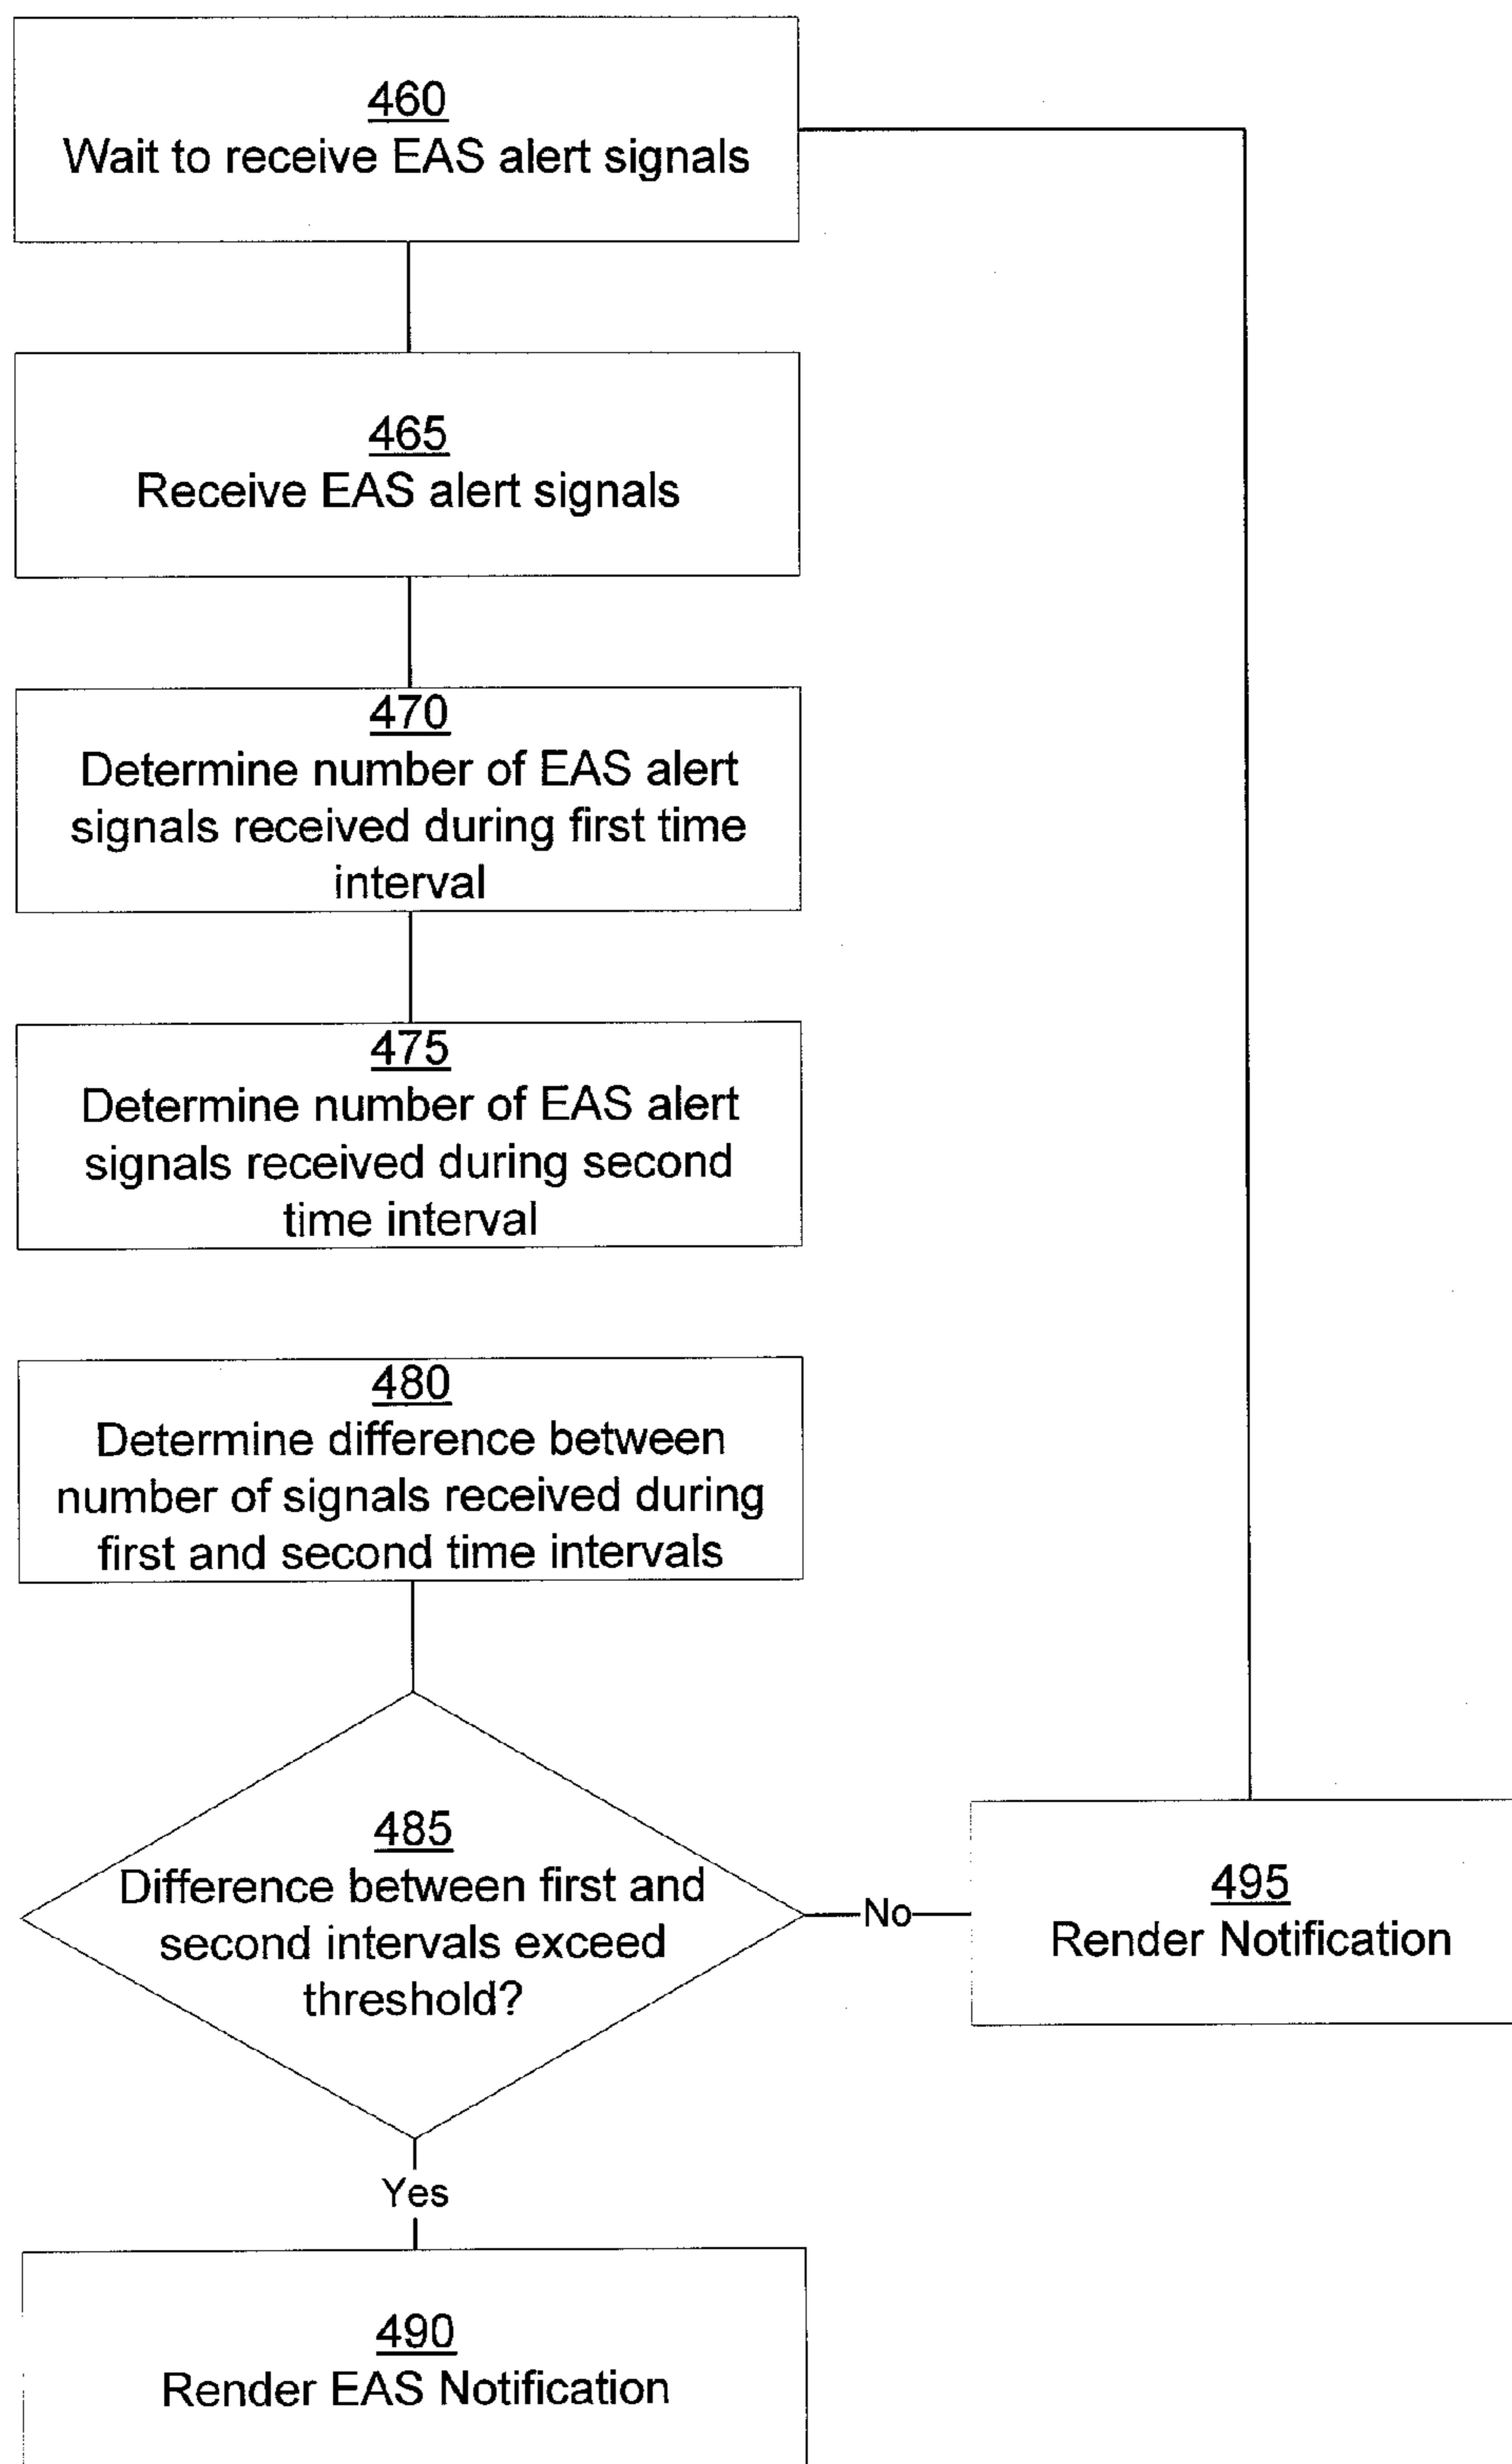 460
Wait to receive EAS alert signals
465
Receive EAS alert signals
470
Determine number of EAS alert
signals received during first time
interval
475
Determine number of EAS alert
signals received during second
time interval
480
Determine difference between
number of signals received during
first and second time intervals
485
Difference between first and
second intervals exceed
threshold?
No
495
Render Notification
Yes
490
Render EAS Notification